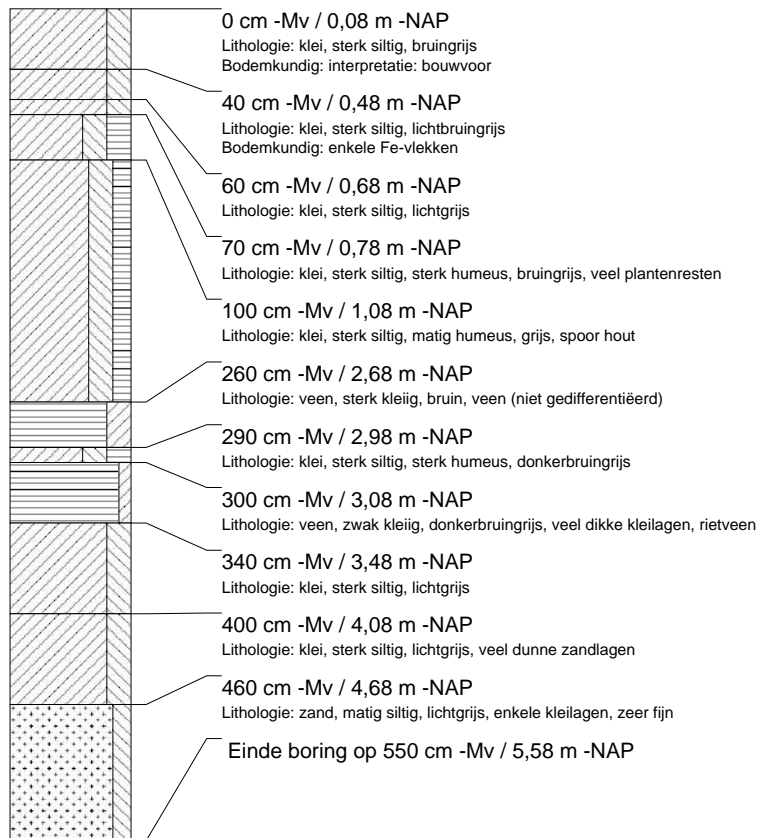 0 cm -Mv / 0,08 m -NAP
Lithologie: klei, sterk siltig, bruingrijs
Bodemkundig: interpretatie: bouwvoor
40 cm -Mv / 0,48 m -NAP
Lithologie: klei, sterk siltig, lichtbruingrijs
Bodemkundig: enkele Fe-vlekken
60 cm -Mv / 0,68 m -NAP
Lithologie: klei, sterk siltig, lichtgrijs
70 cm -Mv / 0,78 m -NAP
Lithologie: klei, sterk siltig, sterk humeus, bruingrijs, veel plantenresten
100 cm -Mv / 1,08 m -NAP
Lithologie: klei, sterk siltig, matig humeus, grijs, spoor hout
260 cm -Mv / 2,68 m -NAP
Lithologie: veen, sterk kleiig, bruin, veen (niet gedifferentiëerd)
290 cm -Mv / 2,98 m -NAP
Lithologie: klei, sterk siltig, sterk humeus, donkerbruingrijs
300 cm -Mv / 3,08 m -NAP
Lithologie: veen, zwak kleiig, donkerbruingrijs, veel dikke kleilagen, rietveen
340 cm -Mv / 3,48 m -NAP
Lithologie: klei, sterk siltig, lichtgrijs
400 cm -Mv / 4,08 m -NAP
Lithologie: klei, sterk siltig, lichtgrijs, veel dunne zandlagen
460 cm -Mv / 4,68 m -NAP
Lithologie: zand, matig siltig, lichtgrijs, enkele kleilagen, zeer fijn
Einde boring op 550 cm -Mv / 5,58 m -NAP